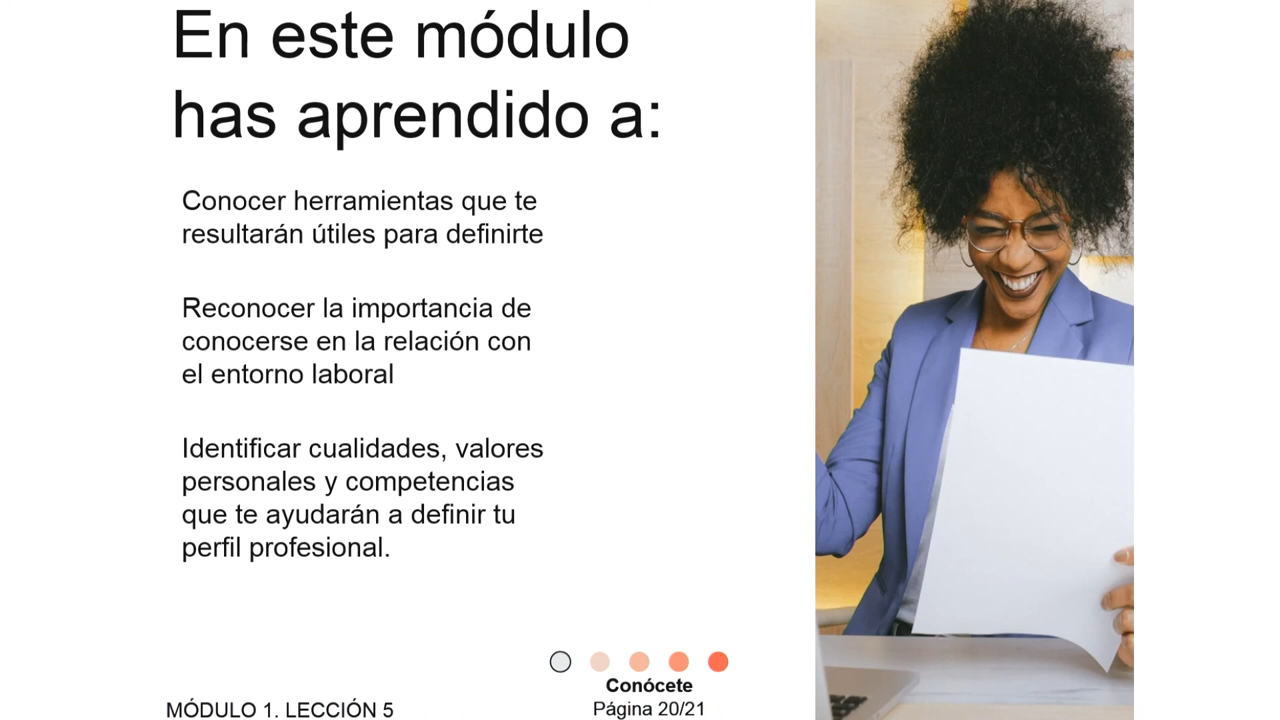 En este módulo
has aprendido a:
Conocer herramientas que te
resultarán útiles para definirte
Reconocer la importancia de
conocerse en la relación con
el entorno laboral
Identificar cualidades, valores
personales y competencias
que te ayudarán a definir tu
perfil profesional.
Conócete
Página 20/21
MÓDULO 1. LECCIÓN 5